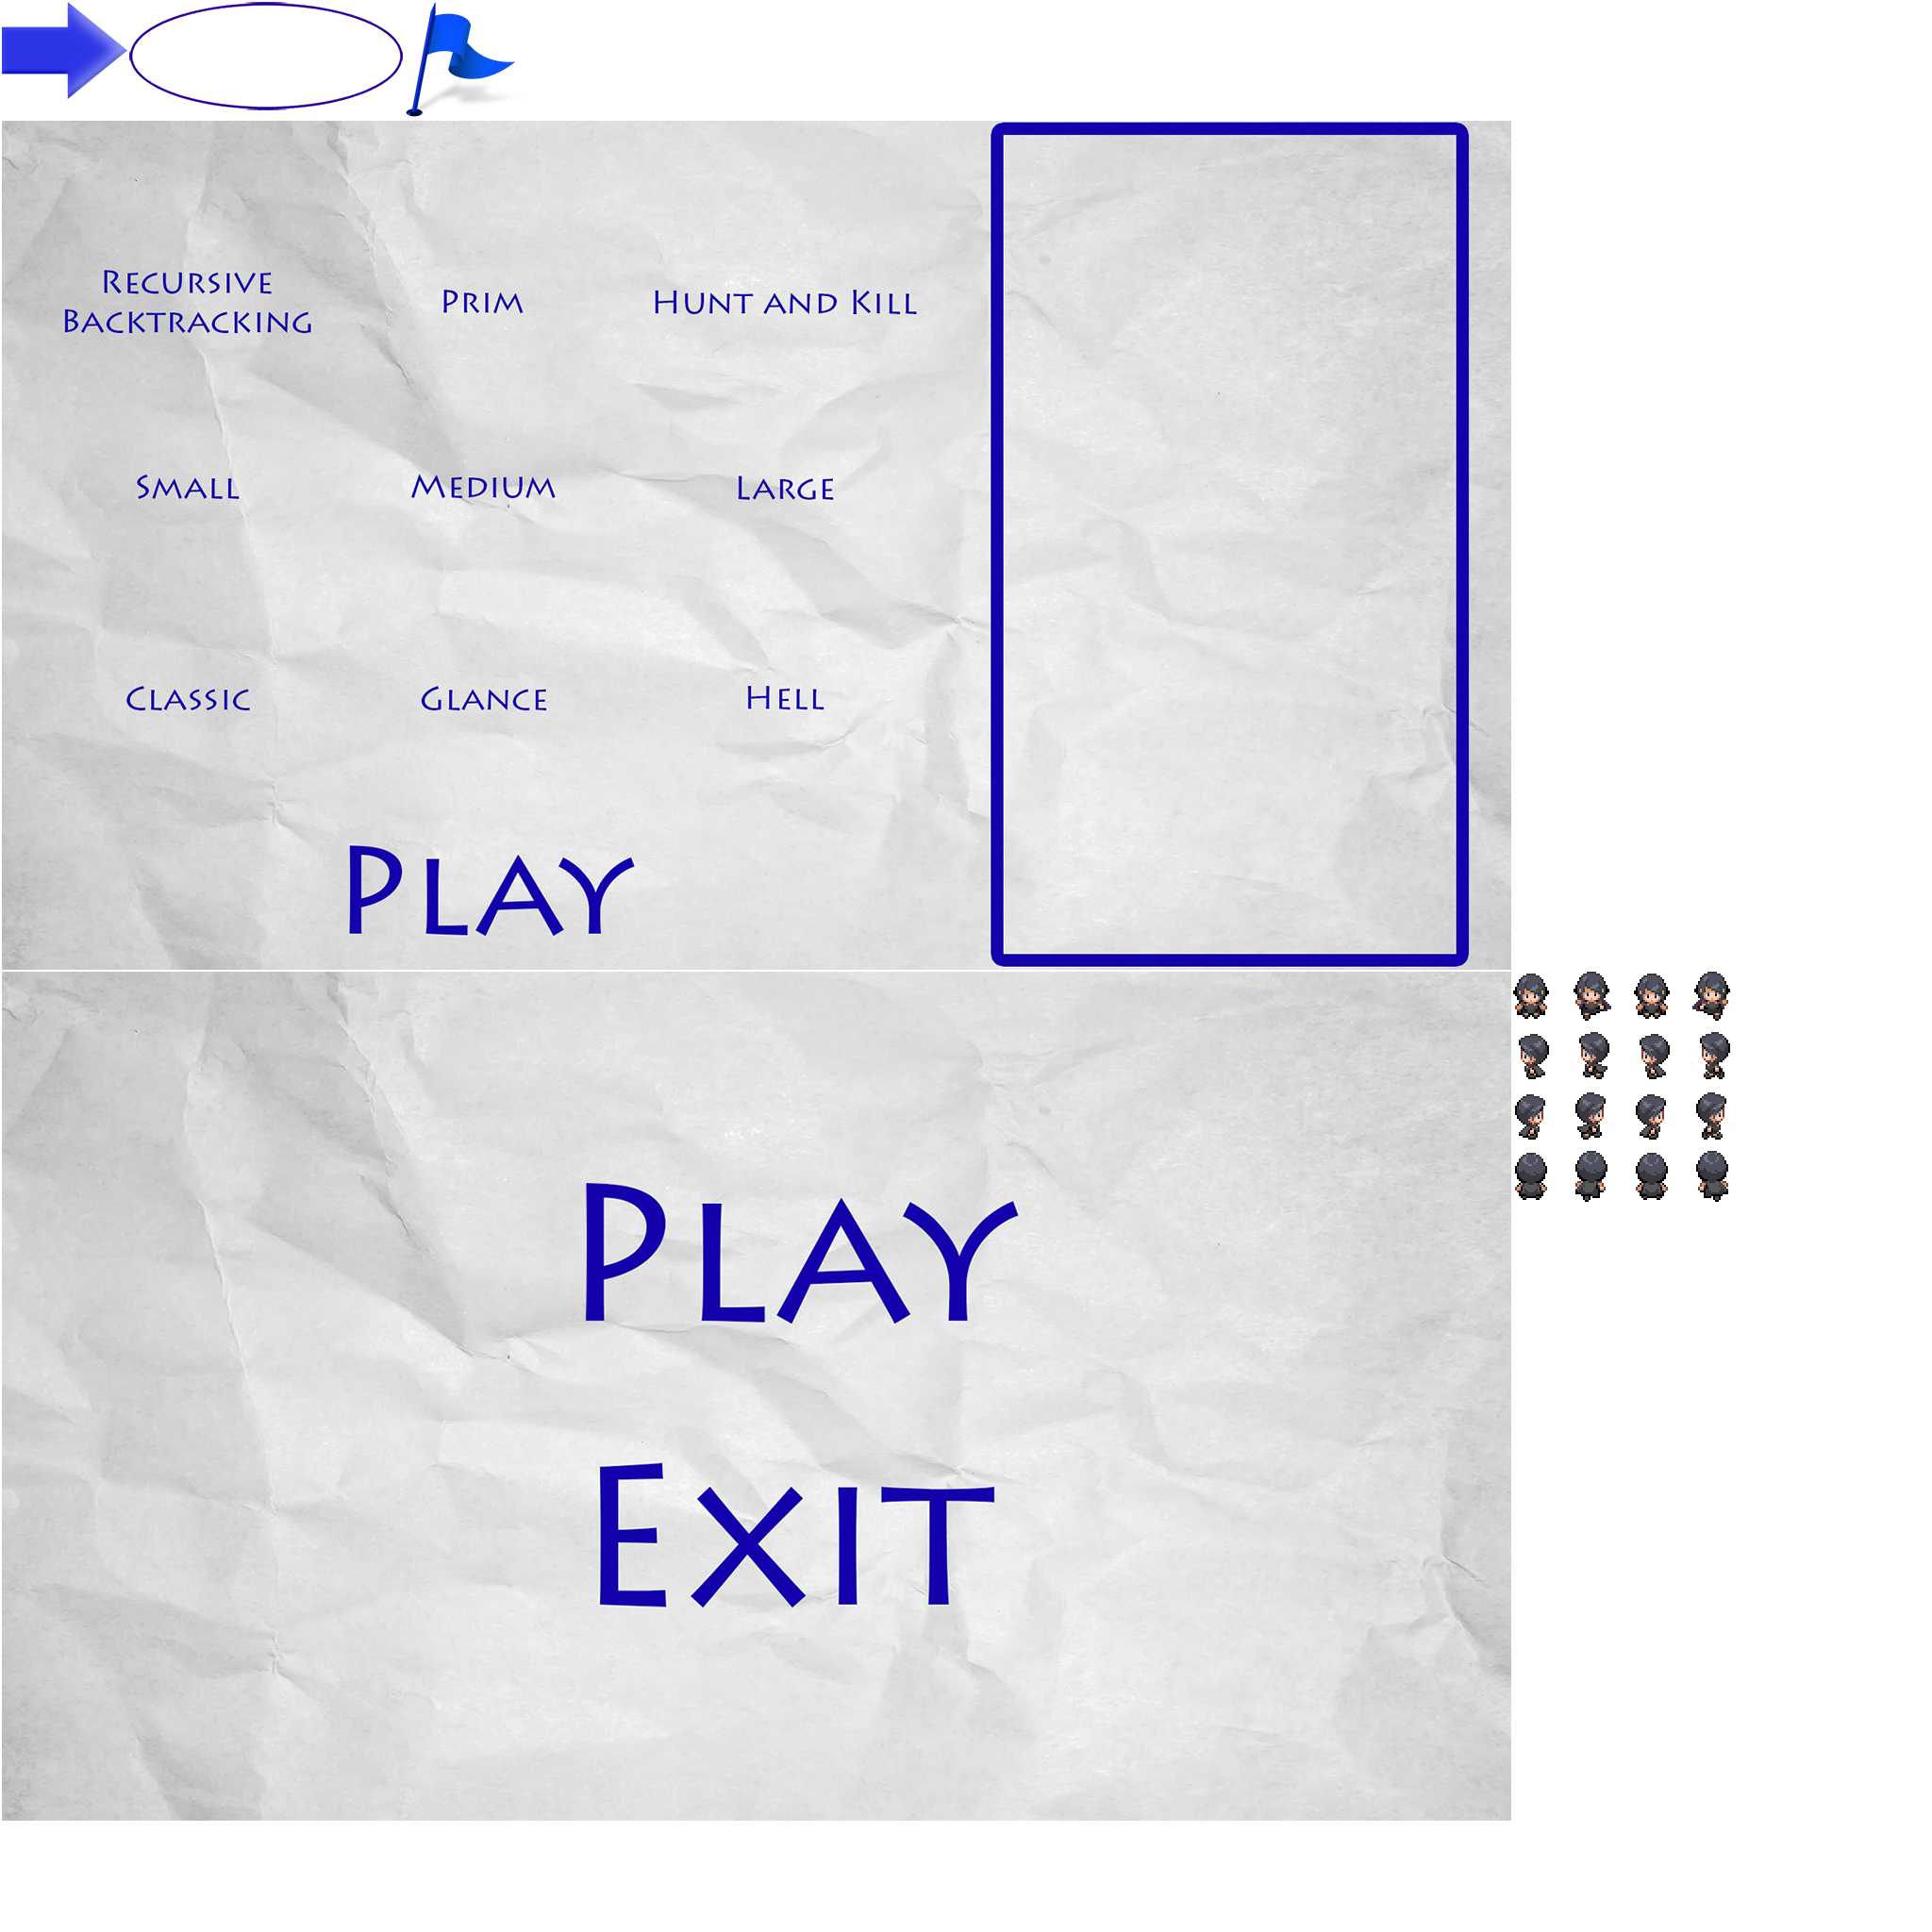 Recursive
Backtracking
Prim
Hunt and Kill
Small
Medium
Large
Classic
Glance
Hell
Play
Play
Exit